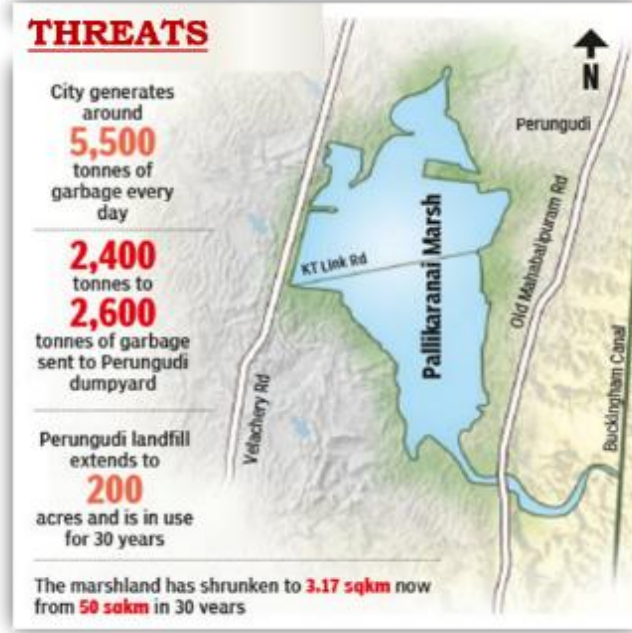 THREATS
City generates
around
5,500
tonnes of
garbage every
day
2,400
tonnes to
2,600
tonnes of garbage
sent to Perungudi
dumpyard
Perungudi landfill
extends to
200
acres and is in use
for 30 years
The marshland has shrunken to 3.17 sqkm now
from 50 sqkm in 30 years
N
Perungudi
Old Mahabalipuram Rd
Pallikaranai Marsh
KT Link Rd
Velachery Rd
Buckingham Canal